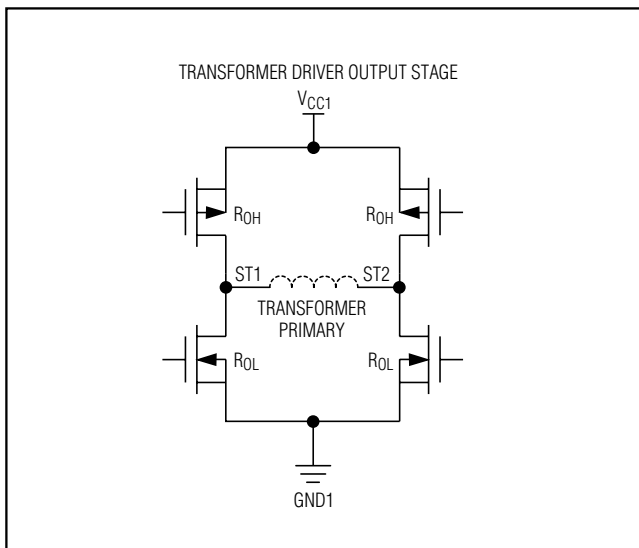 TRANSFORMER DRIVER OUTPUT STAGE
VCC1
ROH
ROH
ST1
ST2
TRANSFORMER
PRIMARY
ROL
ROL
GND1